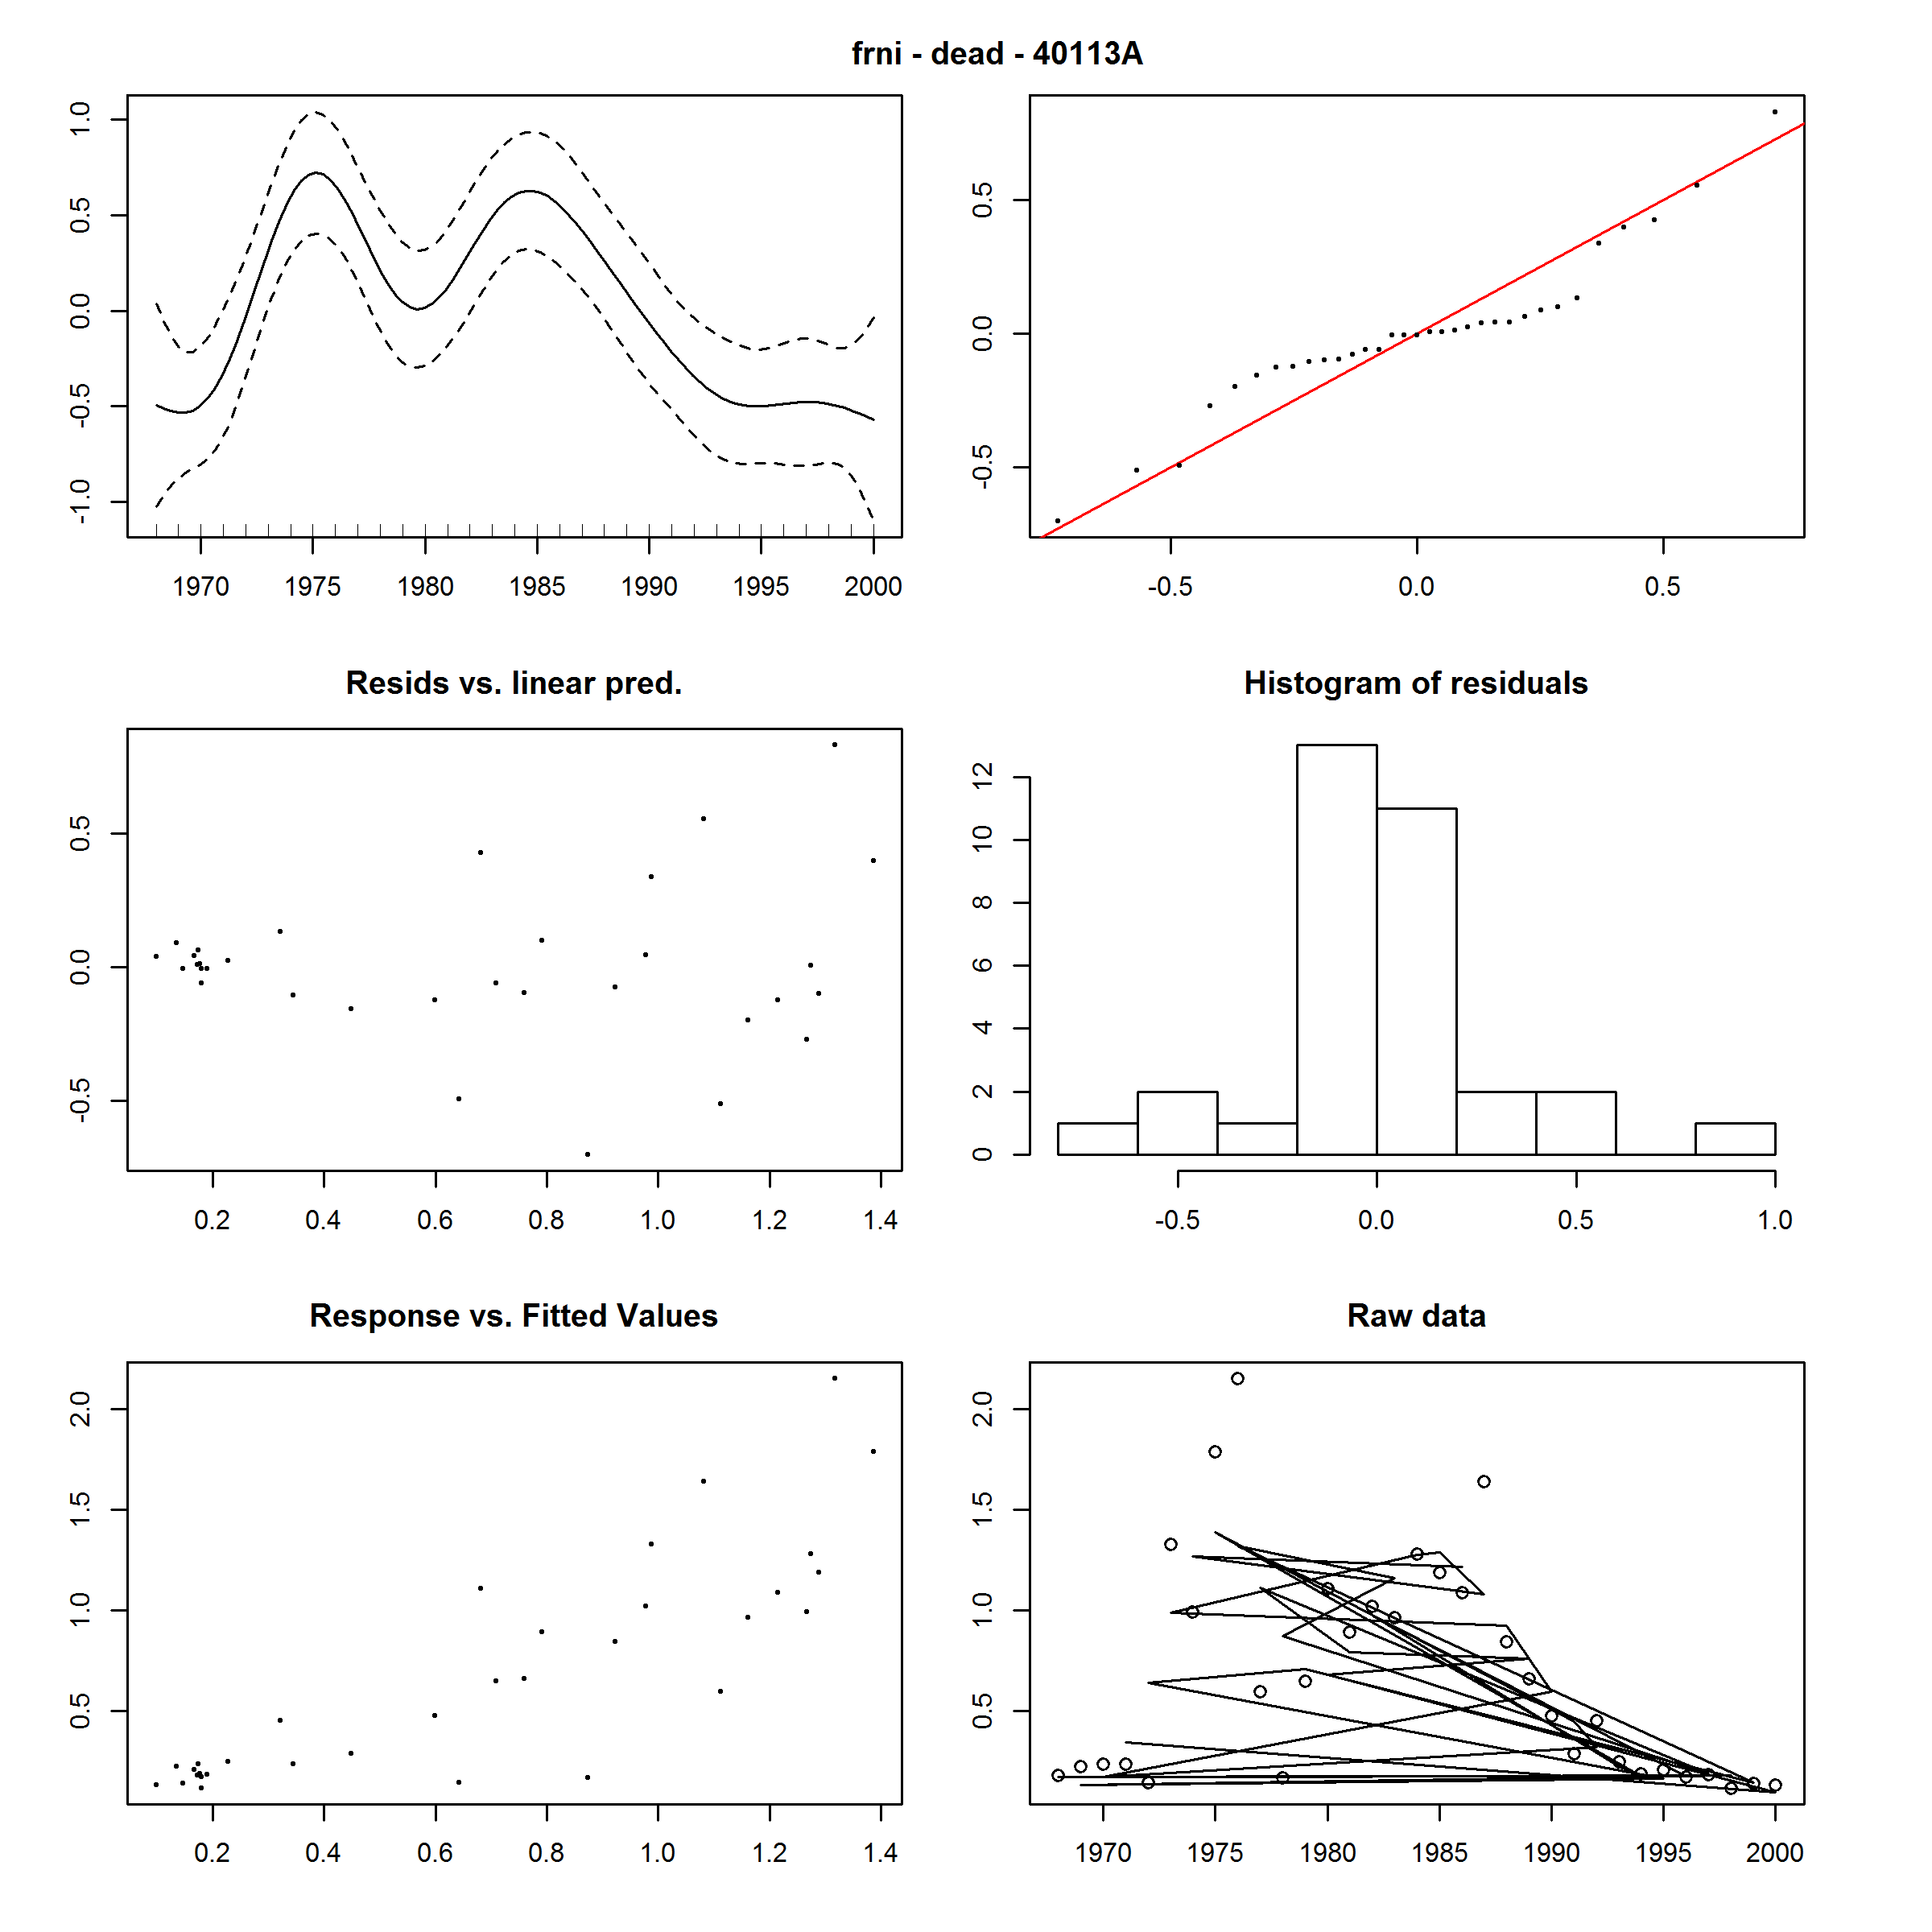 frni - dead - 40113A
1.0
0.5
0.0
-0.5
-1.0
1970 1975 1980 1985 1990 1995 2000
0.5
0.0
-0.5
-0.5 0.0 0.5
Resids vs. linear pred.
0.5
0.0
-0.5
0.2 0.4 0.6 0.8 1.0 1.2 1.4
Histogram of residuals
12
10
8
6
4
2
0
-0.5 0.0 0.5 1.0
Response vs. Fitted Values
2.0
1.5
1.0
0.5
0.2 0.4 0.6 0.8 1.0 1.2 1.4
Raw data
2.0
1.5
1.0
0.5
1970 1975 1980 1985 1990 1995 2000